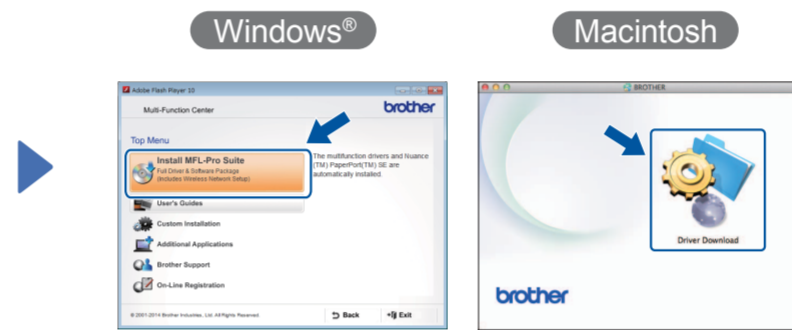 Windows®
Macintosh
Adobe Flash Player 10
Multi-Function Center
brother
Top Menu
Install MFL-Pro Suite
Full Driver & Software Package
(Includes Wireless Network Setup)
The multifunction drivers and Nuance
(TM) PaperPort(TM) SE are
automatically installed.
User's Guides
Custom Installation
Additional Applications
Brother Support
On-Line Registration
© 2001-2014 Brother Industries, Ltd. All Rights Reserved.
Back
Exit
BROTHER
Driver Download
brother